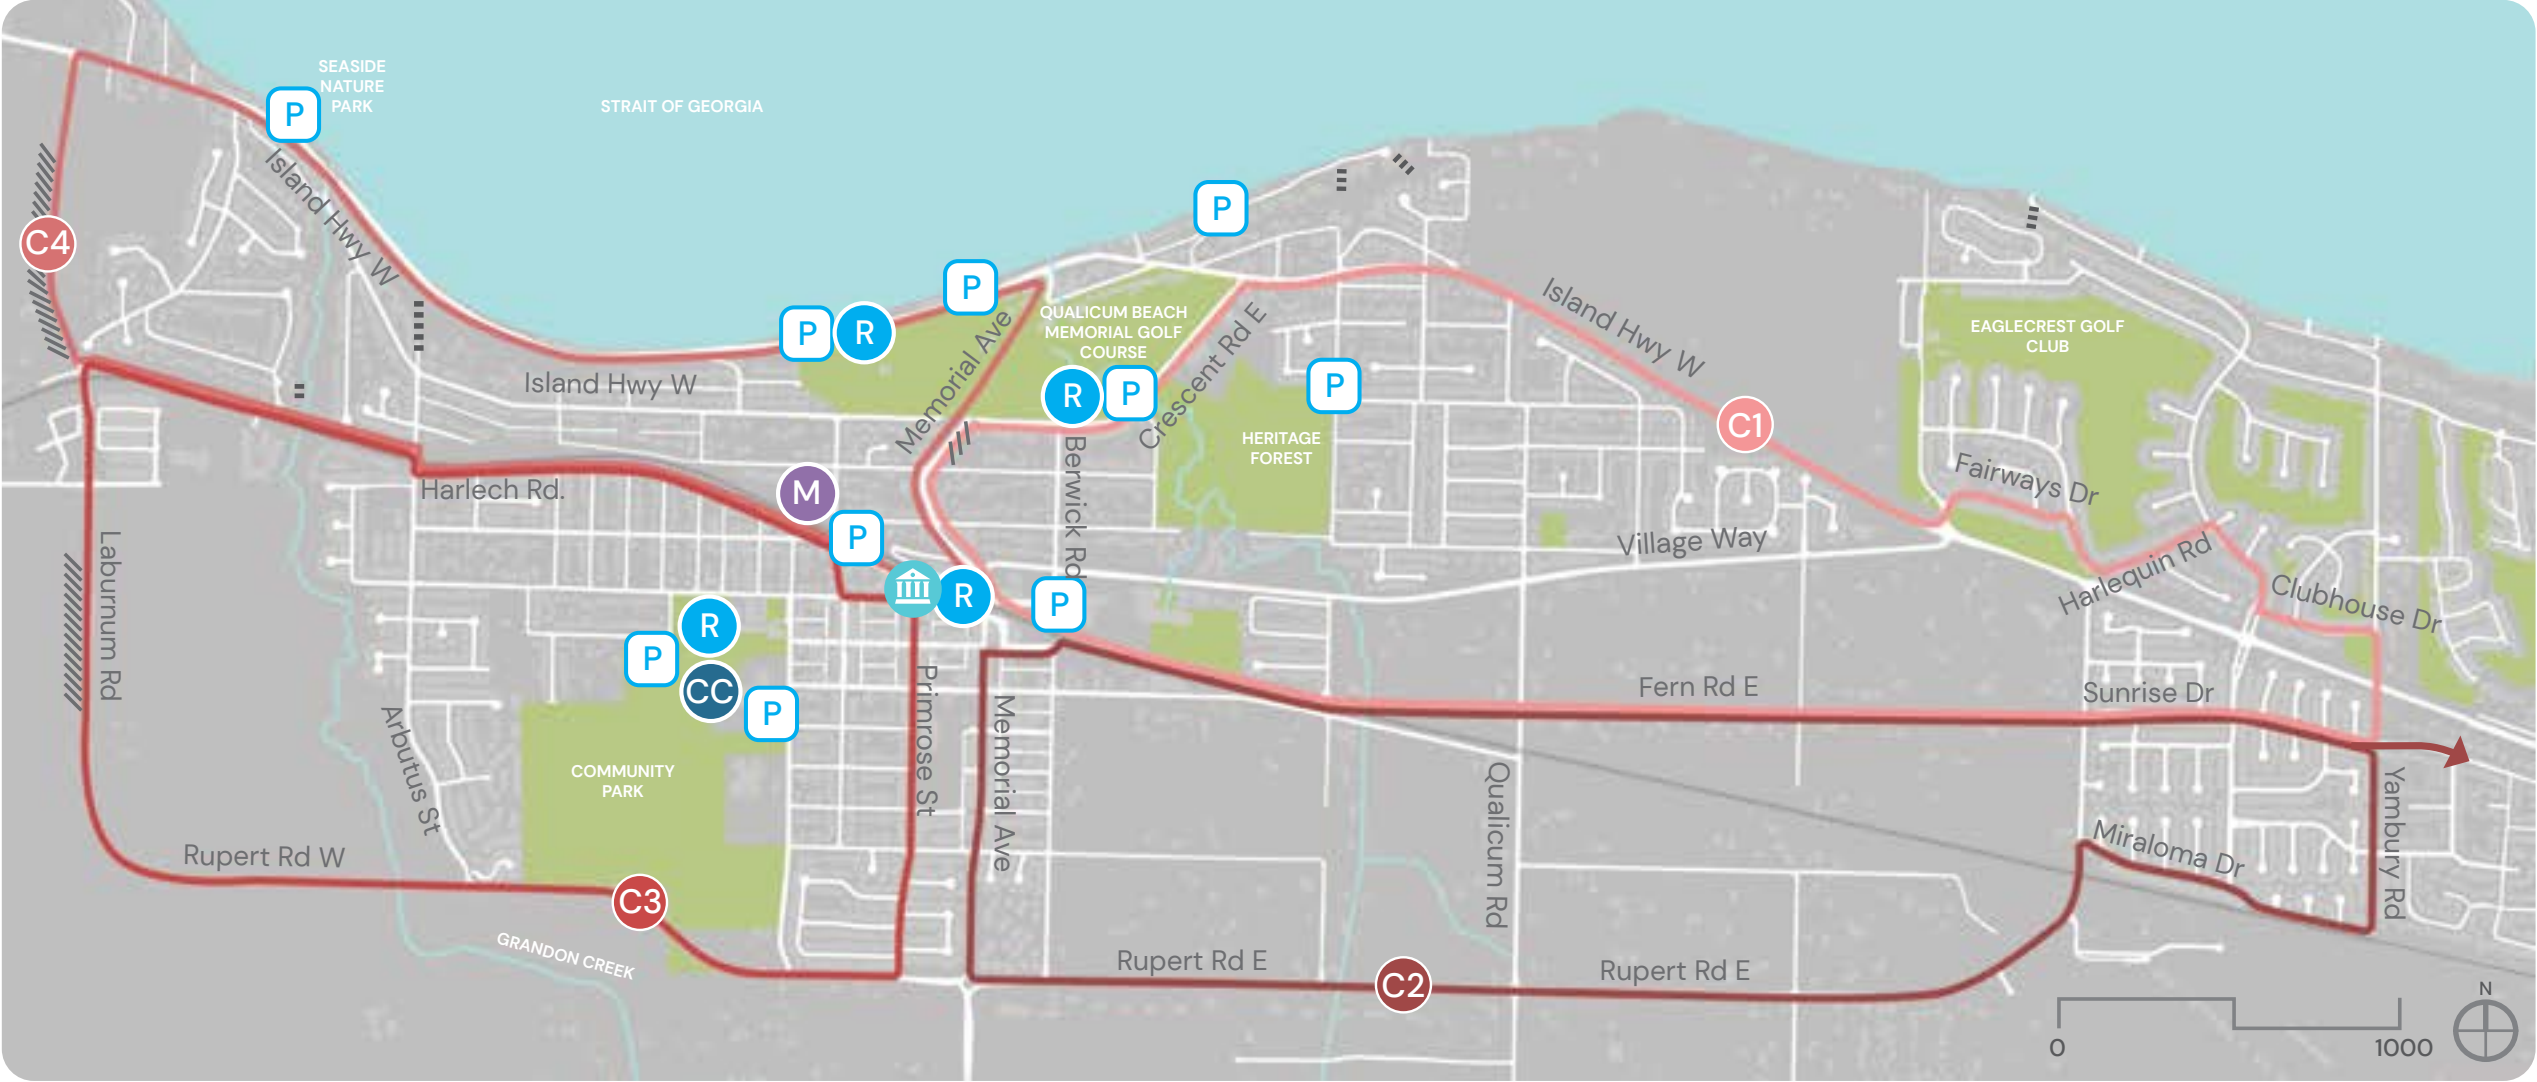 SEASIDE
NATURE
PARK
P
STRAIT OF GEORGIA
Island Hwy W
C4
P
P
P
R
Island Hwy W
Memorial Ave
QUALICUM BEACH
MEMORIAL GOLF
COURSE
R
P
Crescent Rd E
P
HERITAGE
FOREST
Island Hwy W
C1
EAGLECREST GOLF
CLUB
Fairways Dr
Harlech Rd.
M
P
Berwick Rd
Village Way
Harlequin Rd
Clubhouse Dr
Laburnum Rd
R
P
R
P
CC
P
Primrose St
Memorial Ave
Fern Rd E
Sunrise Dr
Arbutus St
COMMUNITY
PARK
Qualicum Rd
Yambury Rd
Miraloma Dr
Rupert Rd W
C3
GRANDON CREEK
Rupert Rd E
C2
Rupert Rd E
N
0
1000